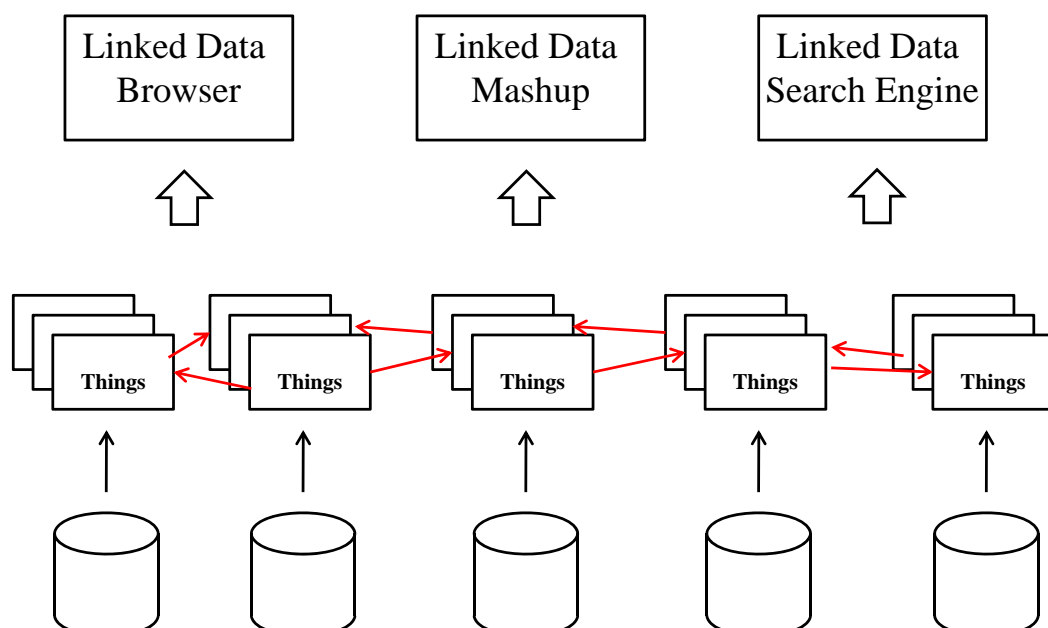 Linked Data
Browser
Linked Data
Mashup
Linked Data
Search Engine
Things
Things
Things
Things
Things